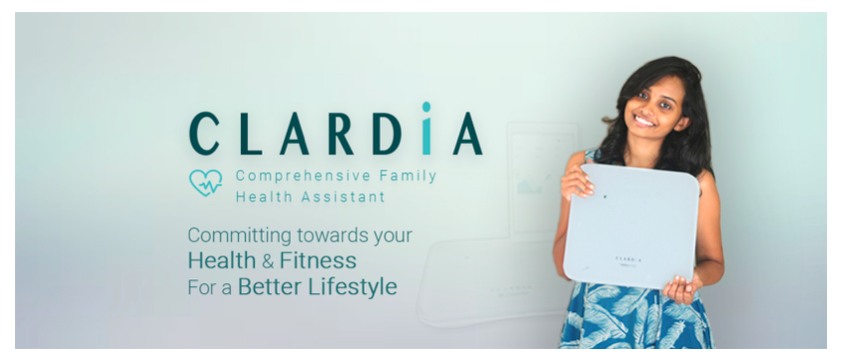 CLARDiA
Comprehensive Family
Health Assistant
Committing towards your
Health & Fitness
For a Better Lifestyle
CLARDiA